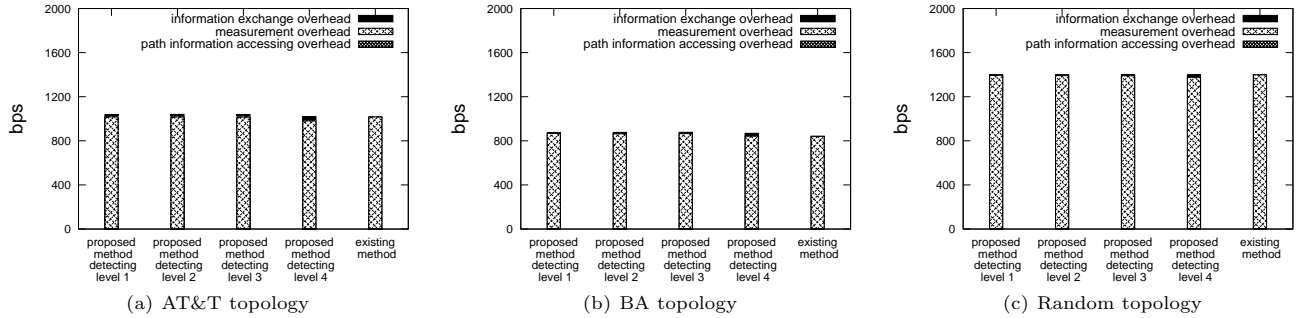 2000
1600
1200
800
400
0
bps
information exchange overhead
measurement overhead
path information accessing overhead
proposed method detecting level 1
proposed method detecting level 2
proposed method detecting level 3
proposed method detecting level 4
existing method
(a) AT&T topology
2000
1600
1200
800
400
0
bps
information exchange overhead
measurement overhead
path information accessing overhead
proposed method detecting level 1
proposed method detecting level 2
proposed method detecting level 3
proposed method detecting level 4
existing method
(b) BA topology
2000
1600
1200
800
400
0
bps
information exchange overhead
measurement overhead
path information accessing overhead
proposed method detecting level 1
proposed method detecting level 2
proposed method detecting level 3
proposed method detecting level 4
existing method
(c) Random topology